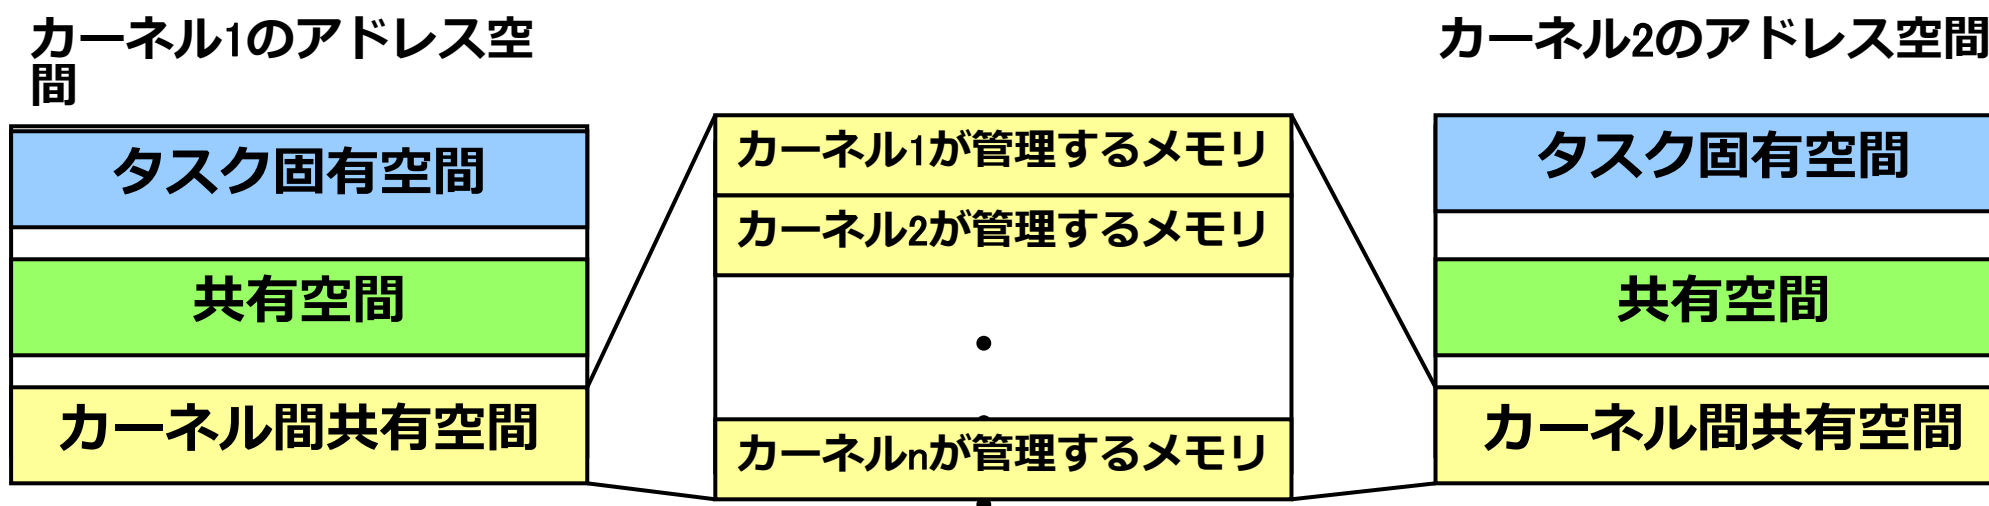 カーネル1のアドレス空
間
タスク固有空間
共有空間
カーネル間共有空間
カーネル1が管理するメモリ
カーネル2が管理するメモリ
•
カーネルnが管理するメモリ
カーネル2のアドレス空間
タスク固有空間
共有空間
カーネル間共有空間